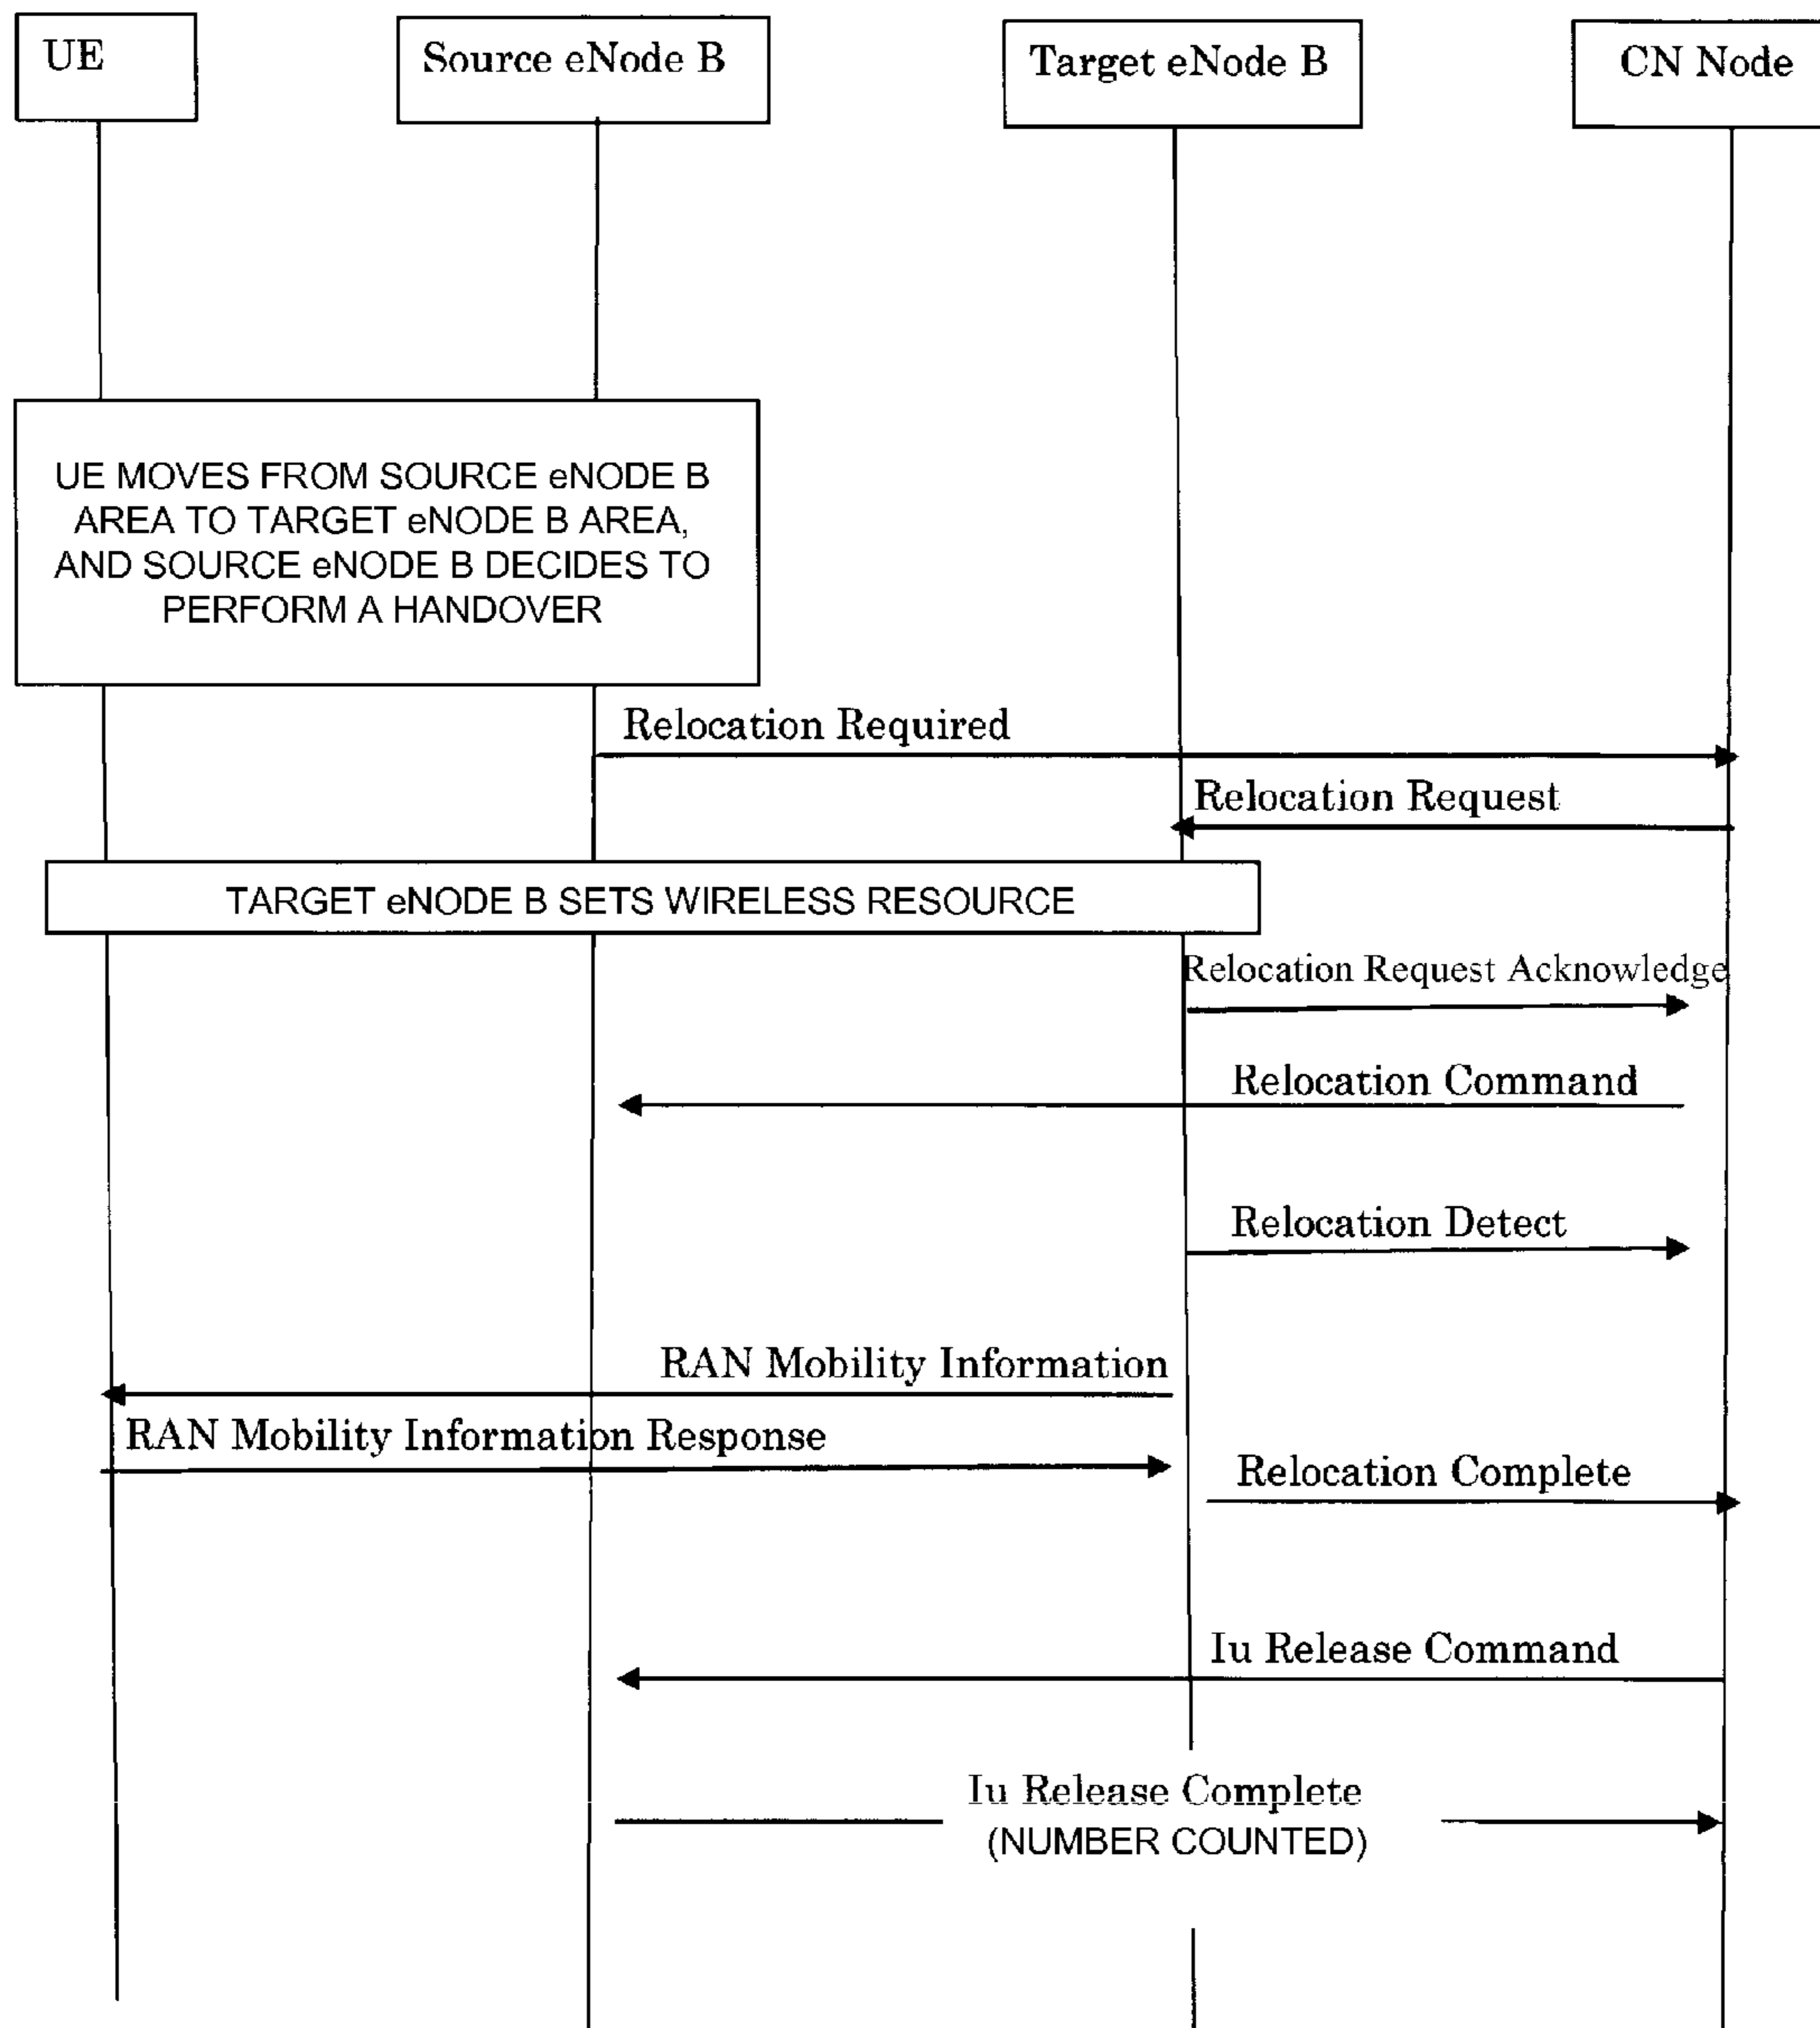 UE
Source eNode B
Target eNode B
CN Node
UE MOVES FROM SOURCE eNODE B
AREA TO TARGET eNODE B AREA,
AND SOURCE eNODE B DECIDES TO
PERFORM A HANDOVER
Relocation Required
Relocation Request
TARGET eNODE B SETS WIRELESS RESOURCE
Relocation Request Acknowledge
Relocation Command
Relocation Detect
RAN Mobility Information
RAN Mobility Information Response
Relocation Complete
Iu Release Command
Iu Release Complete
(NUMBER COUNTED)